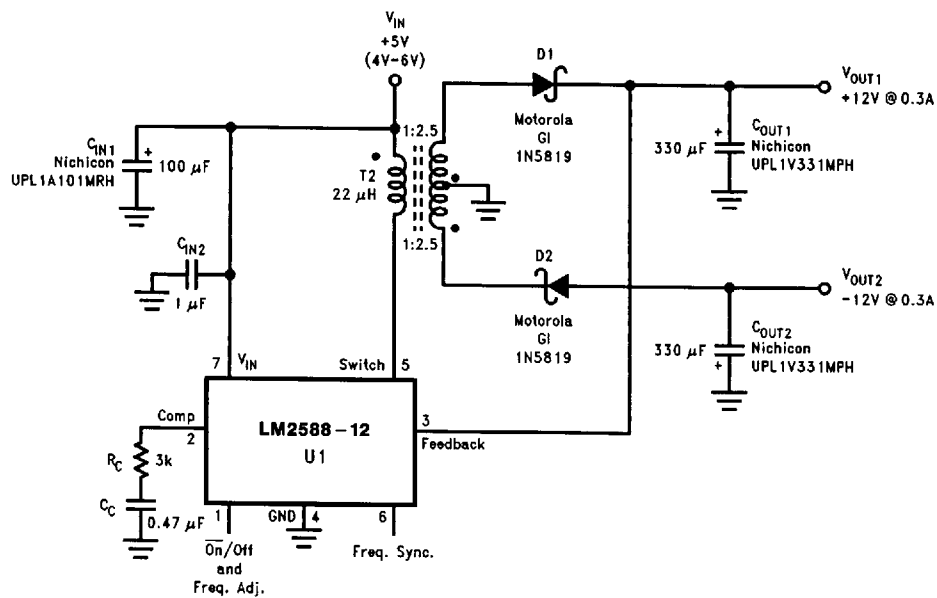 V_IN
+5V
(4V-6V)
D1
V_OUT1
+12V @ 0.3A
Motorola
GI
1N5819
C_IN1
Nichicon
UPL1A101MRH
+
100 μF
1:2.5
T2
22 μH
1:2.5
330 μF
+
C_OUT1
Nichicon
UPL1V331MPH
C_IN2
1 μF
D2
Motorola
GI
1N5819
V_OUT2
-12V @ 0.3A
330 μF
+
C_OUT2
Nichicon
UPL1V331MPH
7
V_IN
Switch
5
Comp
2
LM2588-12
U1
3
Feedback
R_C
3k
C_C
0.47 μF
1
GND
4
6
O̅n̅/Off
and
Freq. Adj.
Freq. Sync.